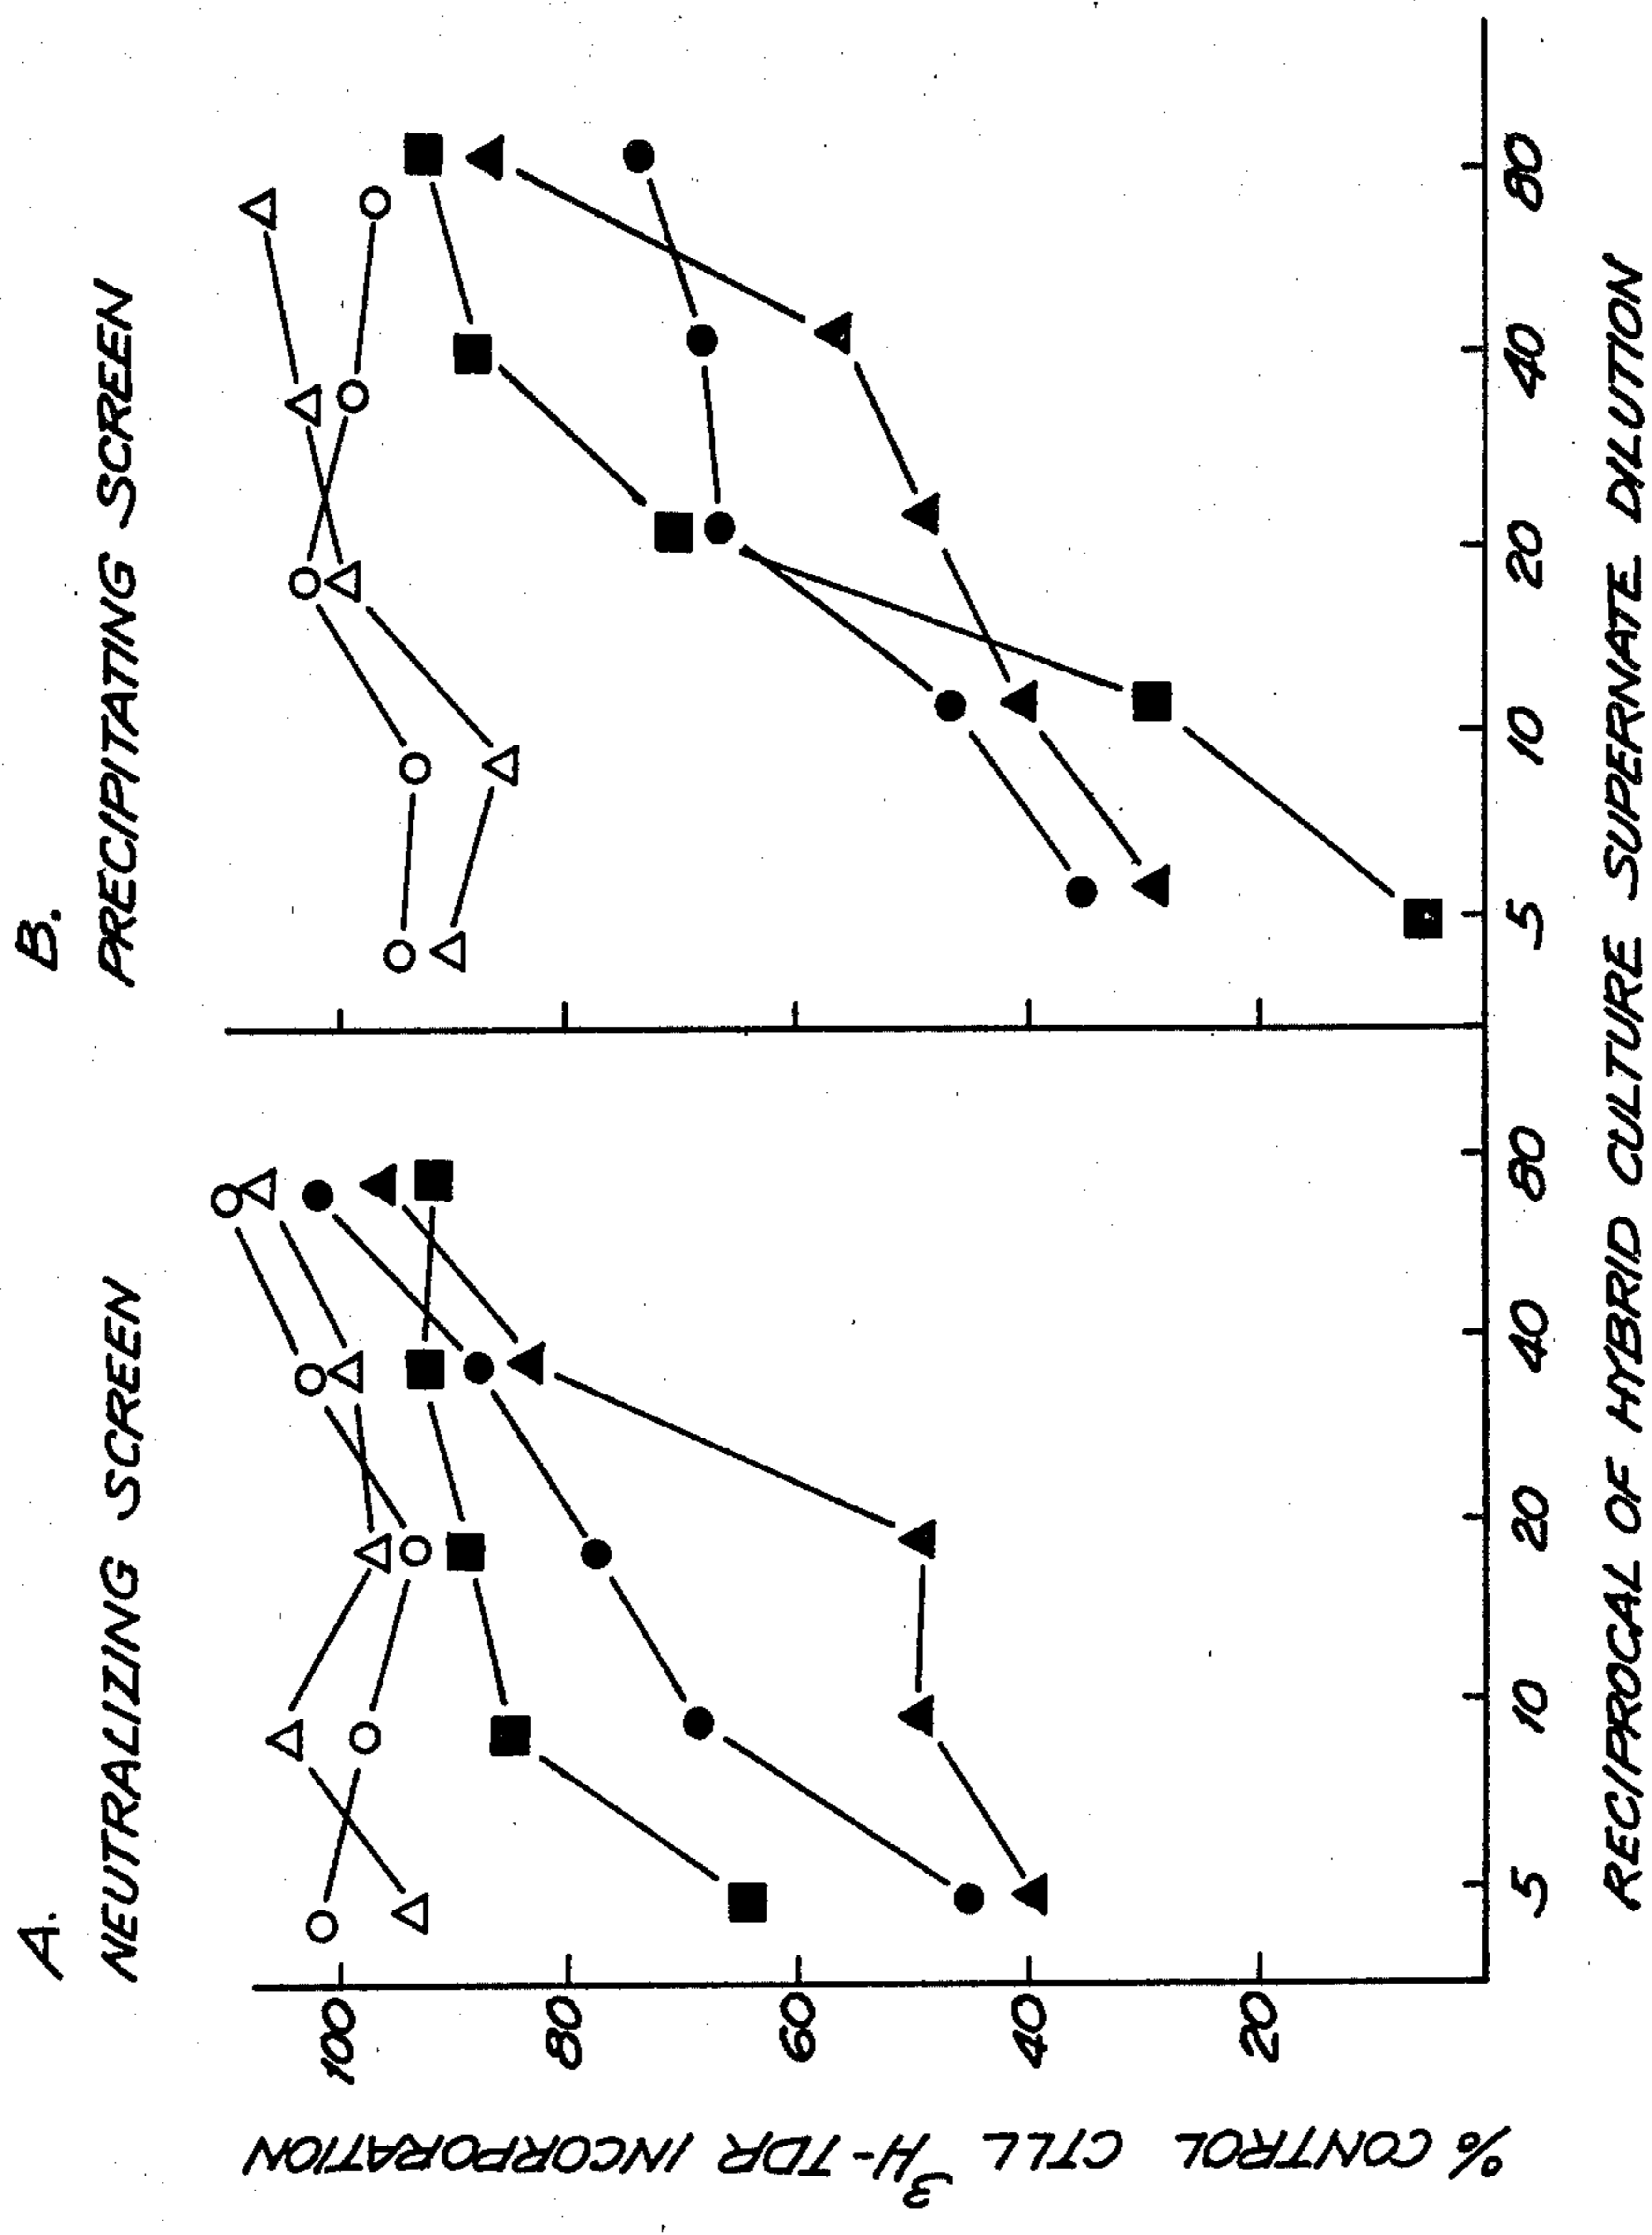 A.
NEUTRALIZING SCREEN
B.
PRECIPITATING SCREEN
% CONTROL CTLL ³H-TDR INCORPORATION
100
80
60
40
20
5 10 20 40 80
5 10 20 40 80
RECIPROCAL OF HYBRID CULTURE SUPERNATE DILUTION